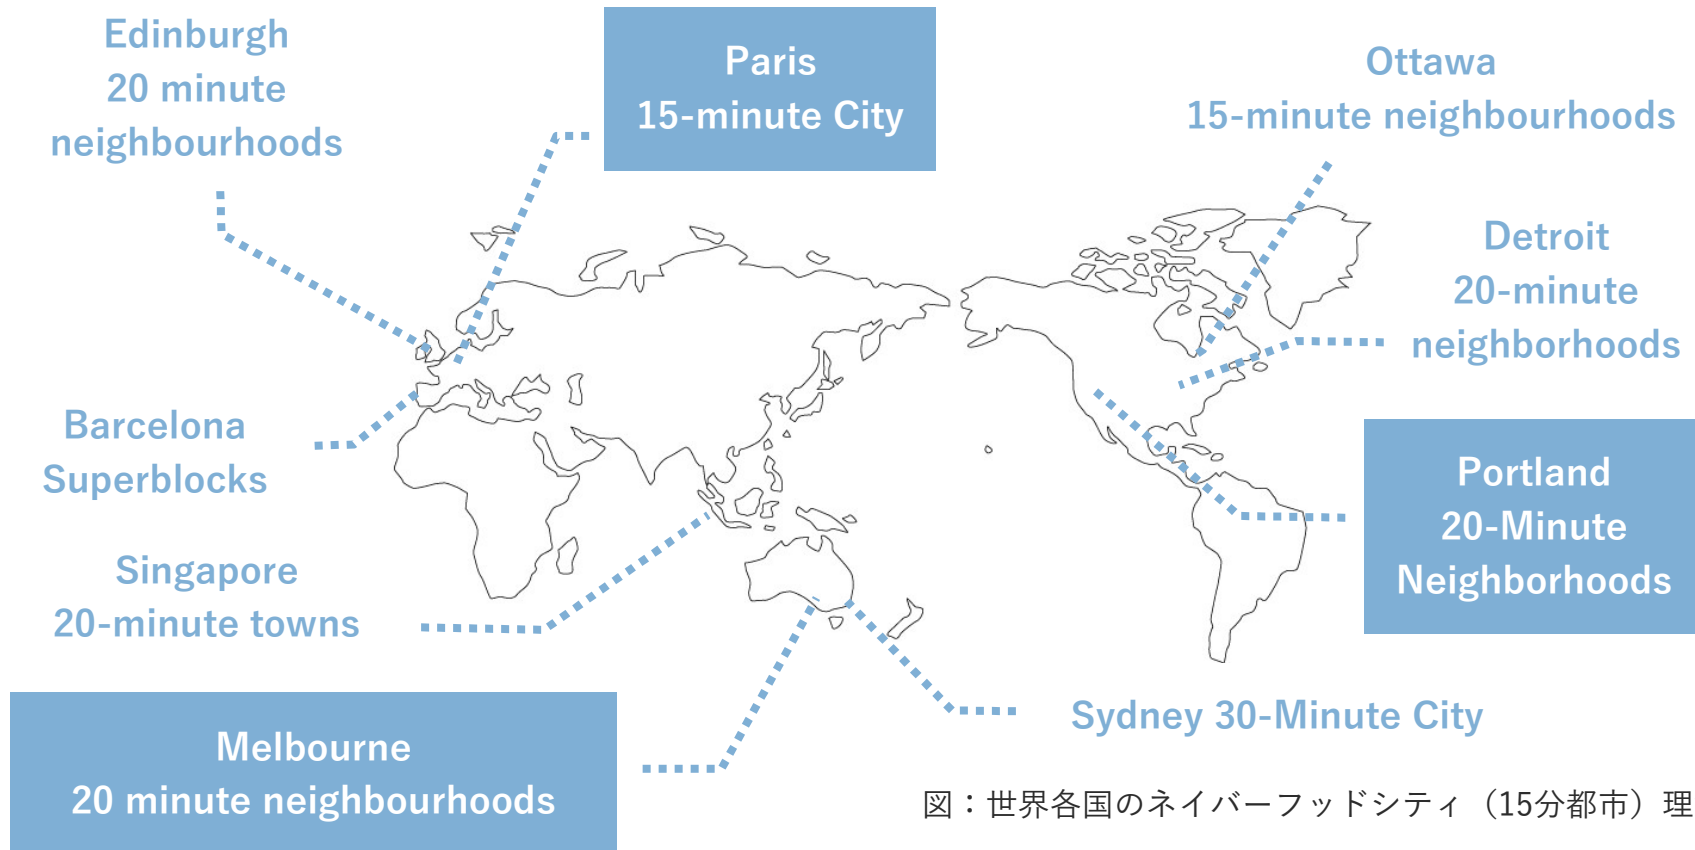 Edinburgh
20 minute
neighbourhoods
Paris
15-minute City
Ottawa
15-minute neighbourhoods
Detroit
20-minute
neighborhoods
Barcelona
Superblocks
Portland
20-Minute
Neighborhoods
Singapore
20-minute towns
Sydney 30-Minute City
Melbourne
20 minute neighbourhoods
図：世界各国のネイバーフッドシティ（15分都市）理